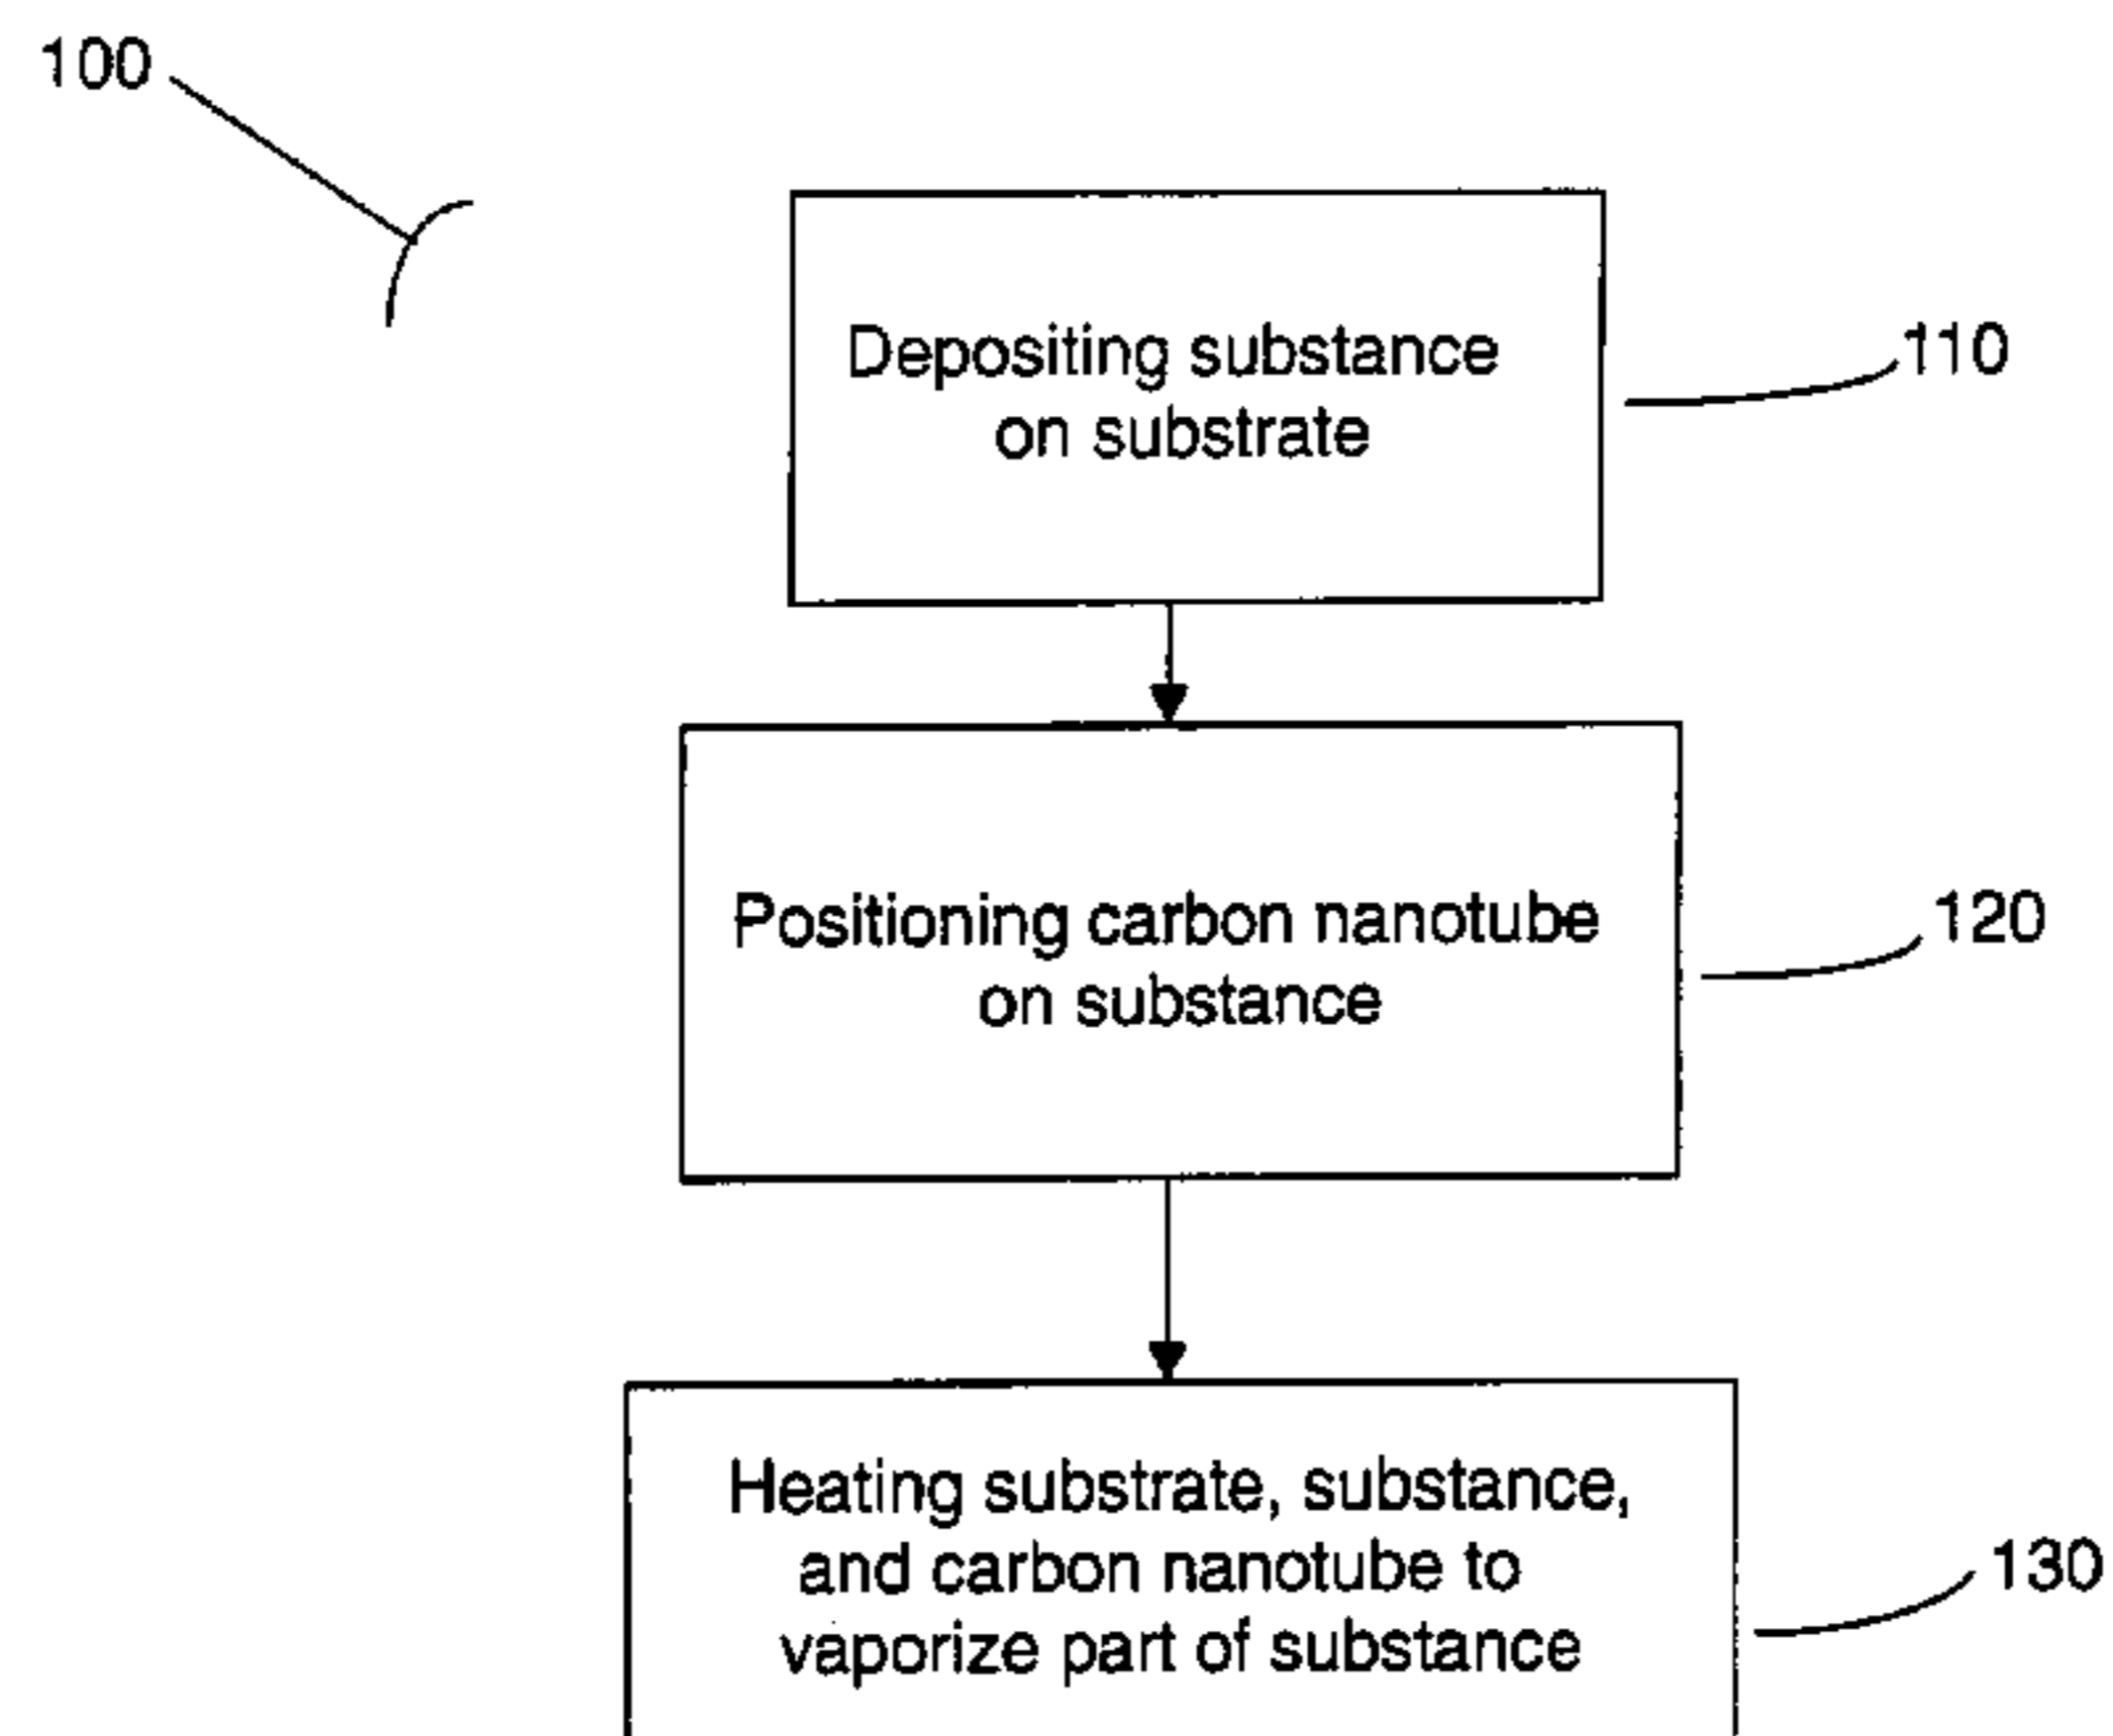 100
Depositing substance
on substrate
110
Positioning carbon nanotube
on substance
120
Heating substrate, substance,
and carbon nanotube to
vaporize part of substance
130